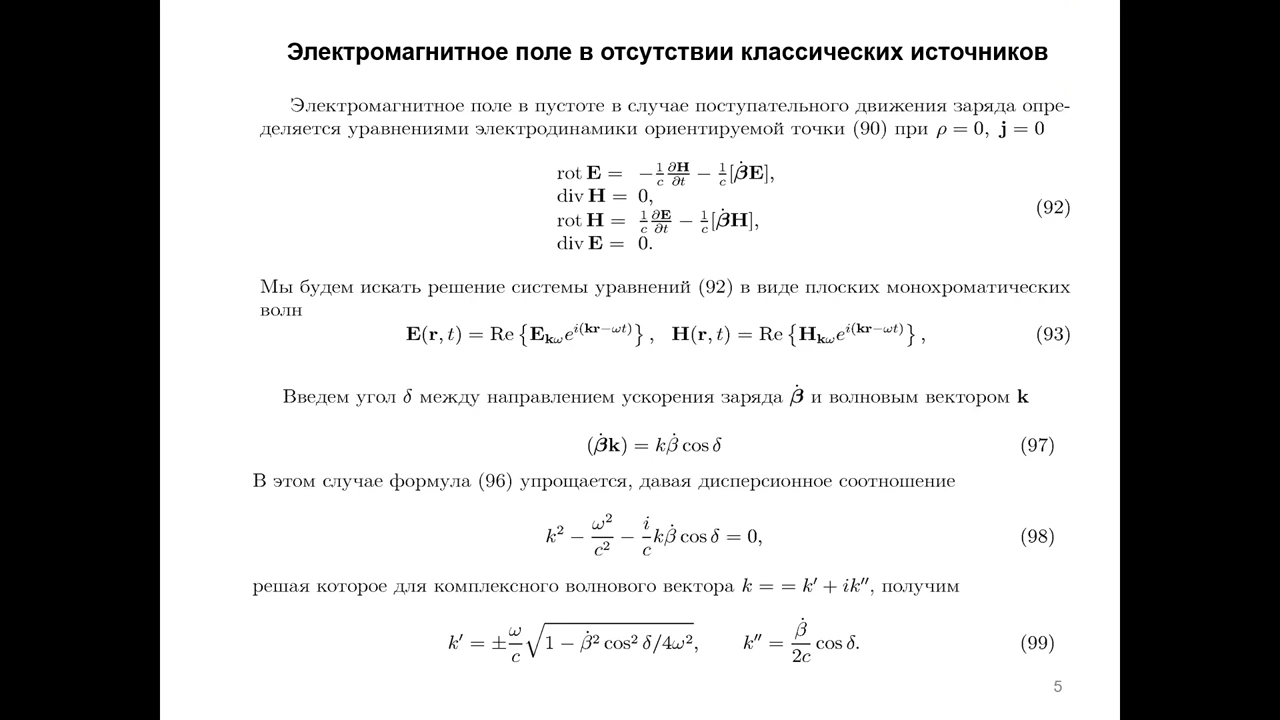 Электромагнитное поле в отсутствии классических источников
Электромагнитное поле в пустоте в случае поступательного движения заряда опре-
деляется уравнениями электродинамики ориентируемой точки (90) при ρ = 0, j = 0
rot E = −1/c ∂H/∂t − 1/c [β̇E],
div H = 0,
rot H = 1/c ∂E/∂t − 1/c [β̇H],
div E = 0.
(92)
Мы будем искать решение системы уравнений (92) в виде плоских монохроматических
волн
E(r, t) = Re {E_kω e^{i(kr−ωt)}}, H(r, t) = Re {H_kω e^{i(kr−ωt)}}, (93)
Введем угол δ между направлением ускорения заряда β̇ и волновым вектором k
(β̇k) = kβ̇ cos δ (97)
В этом случае формула (96) упрощается, давая дисперсионное соотношение
k² − ω²/c² − i/c kβ̇ cos δ = 0, (98)
решая которое для комплексного волнового вектора k = = k′ + ik″, получим
k′ = ±ω/c √(1 − β̇² cos² δ/4ω²), k″ = β̇/2c cos δ. (99)
5